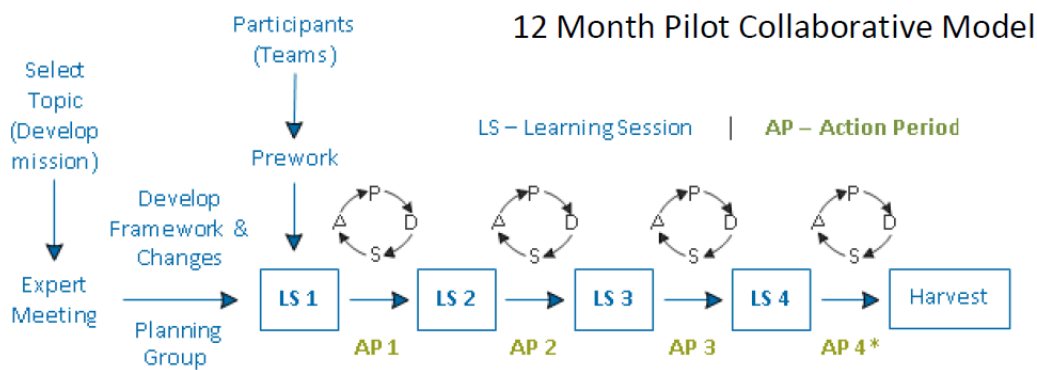 12 Month Pilot Collaborative Model
Participants
(Teams)
Select
Topic
(Develop
mission)
LS – Learning Session | AP – Action Period
Prework
Develop
Framework &
Changes
P
D
S
A
P
D
S
A
P
D
S
A
P
D
S
A
Expert
Meeting
Planning
Group
LS 1
LS 2
LS 3
LS 4
Harvest
AP 1
AP 2
AP 3
AP 4*